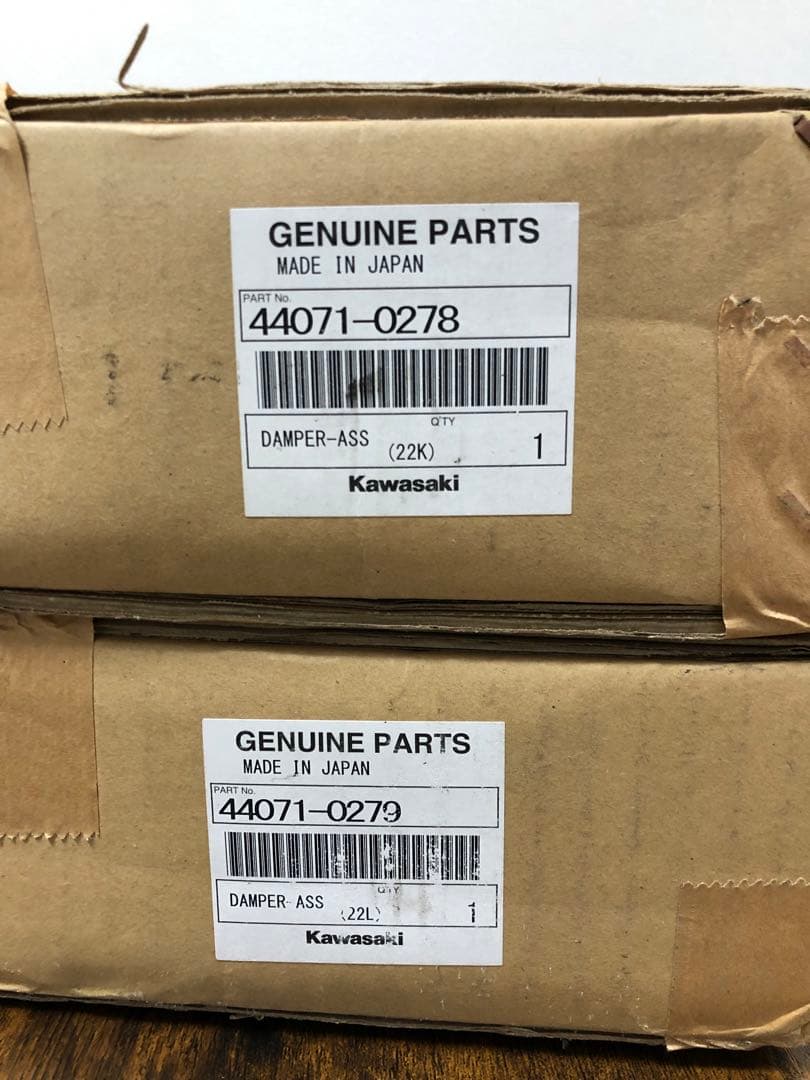 GENUINE PARTS
MADE IN JAPAN
PART No.
44071-0278
Q'TY
DAMPER-ASS (22K) 1
Kawasaki
GENUINE PARTS
MADE IN JAPAN
PART No.
44071-0279
Q'TY
DAMPER-ASS (22L) 1
Kawasaki